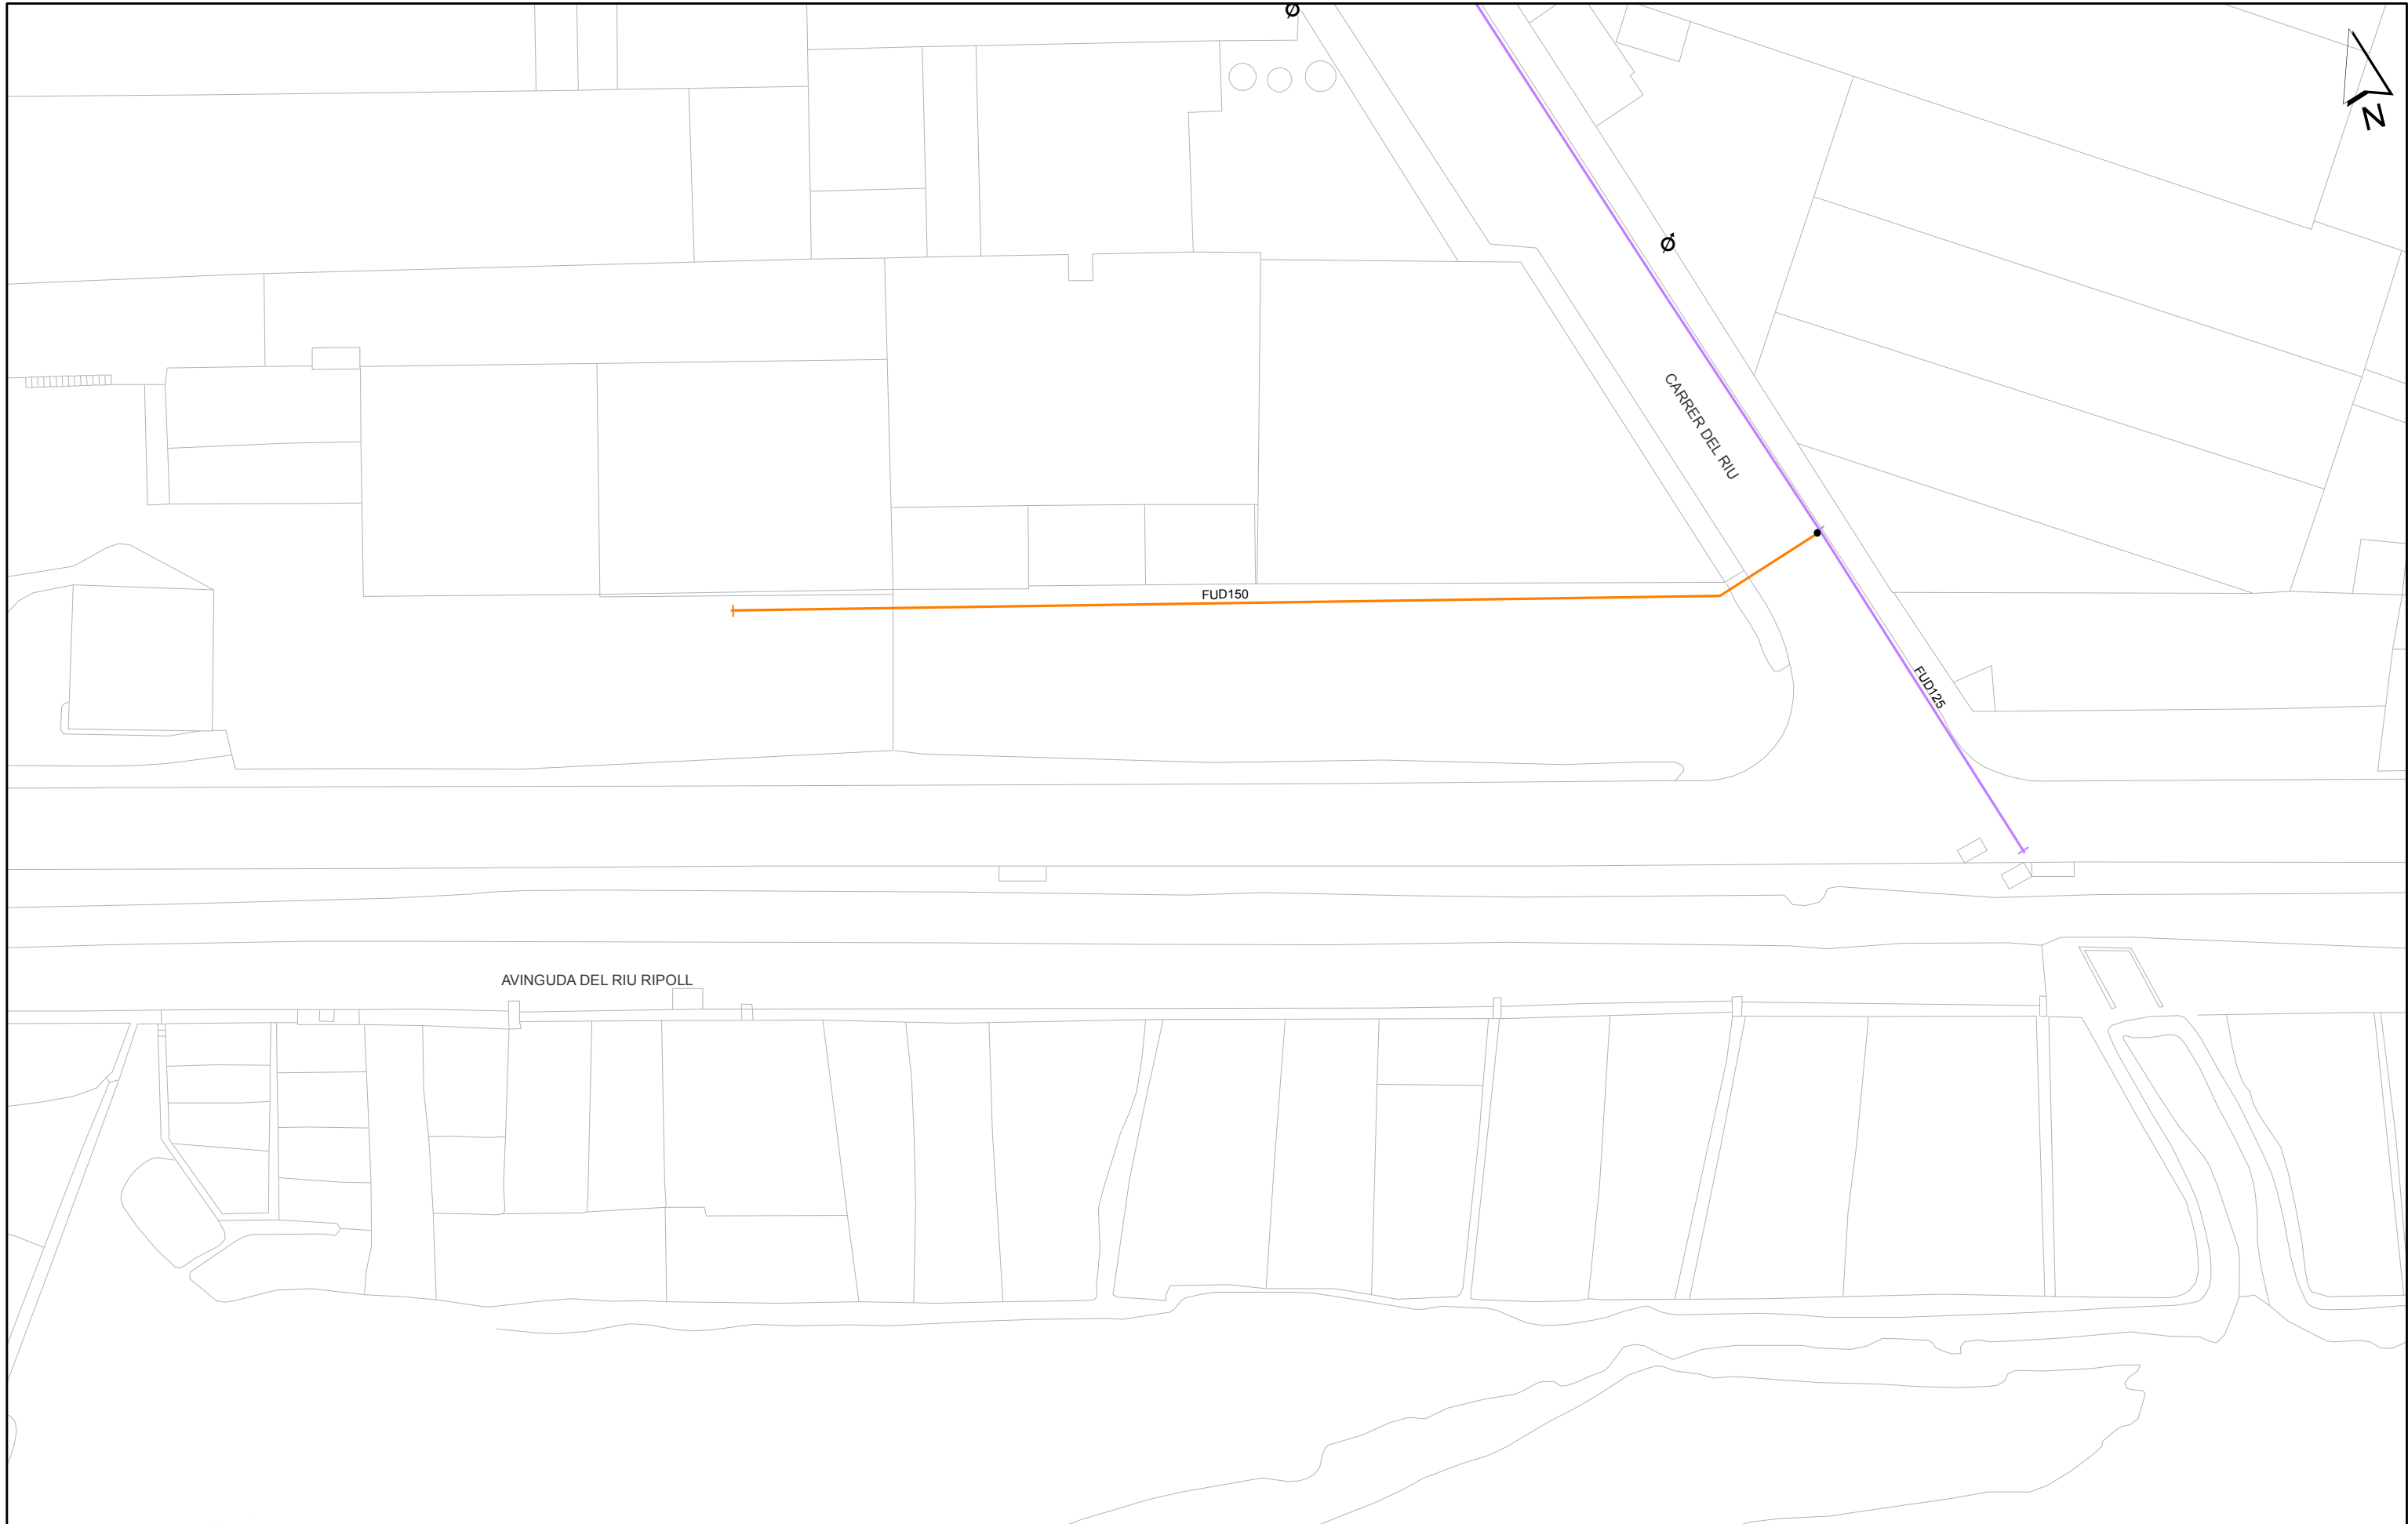 N
CARRER DEL RIU
FUD150
FUD125
AVINGUDA DEL RIU RIPOLL